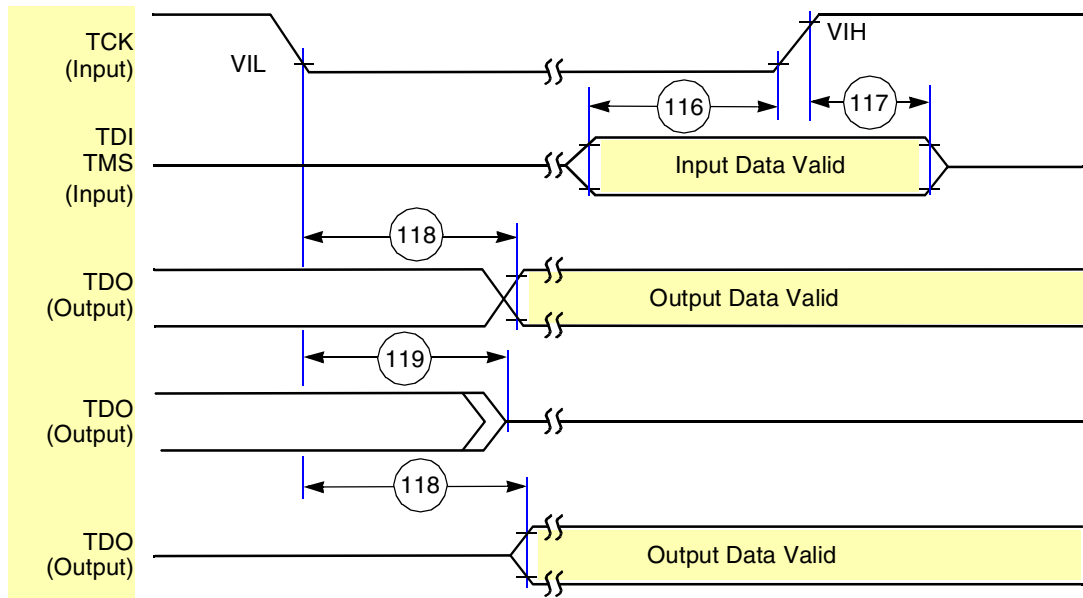 TCK
(Input)
VIL
VIH
116
117
TDI
TMS
(Input)
Input Data Valid
118
TDO
(Output)
Output Data Valid
119
TDO
(Output)
118
TDO
(Output)
Output Data Valid